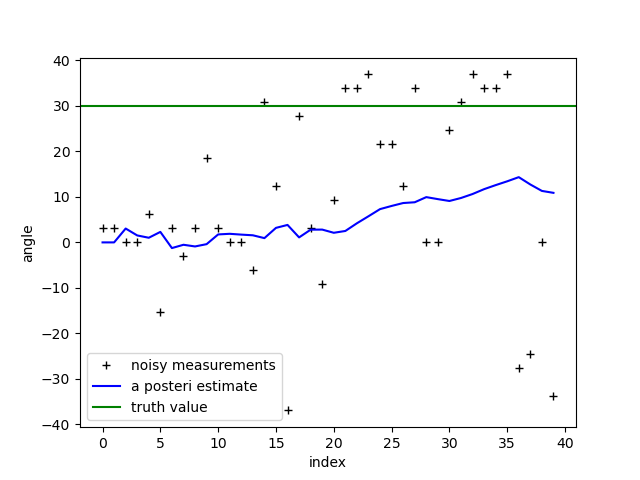 40
30
20
10
0
−10
−20
−30
−40
angle
noisy measurements
a posteri estimate
truth value
0 5 10 15 20 25 30 35 40
index